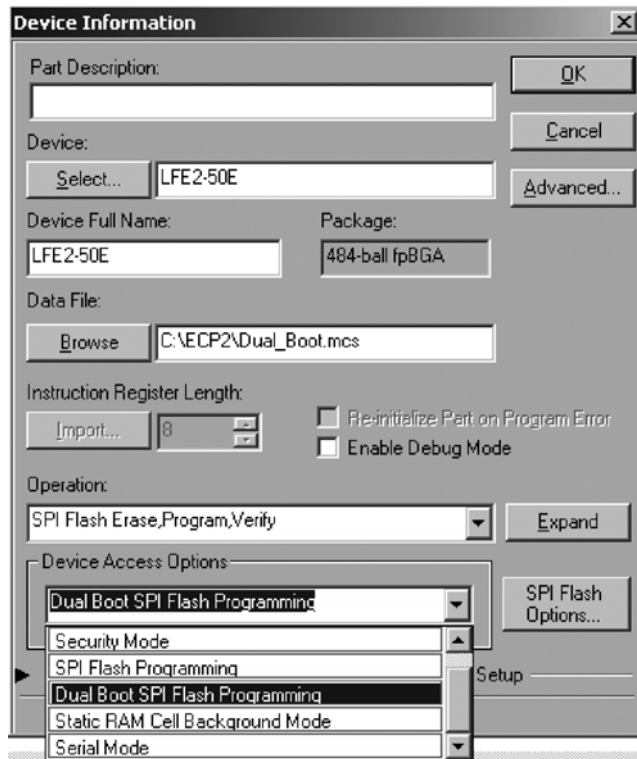 Device Information
Part Description:
OK
Cancel
Device:
Select... LFE2-50E
Advanced...
Device Full Name: Package:
LFE2-50E 484-ball fpBGA
Data File:
Browse C:\ECP2\Dual_Boot.mcs
Instruction Register Length:
Import... 8
Re-initialize Part on Program Error
Enable Debug Mode
Operation:
SPI Flash Erase,Program,Verify Expand
Device Access Options
Dual Boot SPI Flash Programming
SPI Flash
Options...
Security Mode
SPI Flash Programming
Setup
Dual Boot SPI Flash Programming
Static RAM Cell Background Mode
Serial Mode